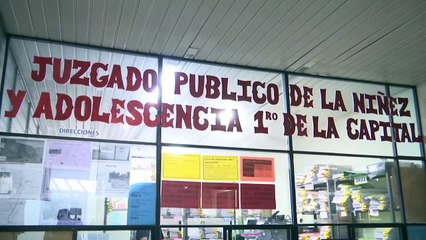 JUZGADO PUBLICO DE LA NIÑEZ
Y ADOLESCENCIA 1RO DE LA CAPITAL
DIRECCIONES